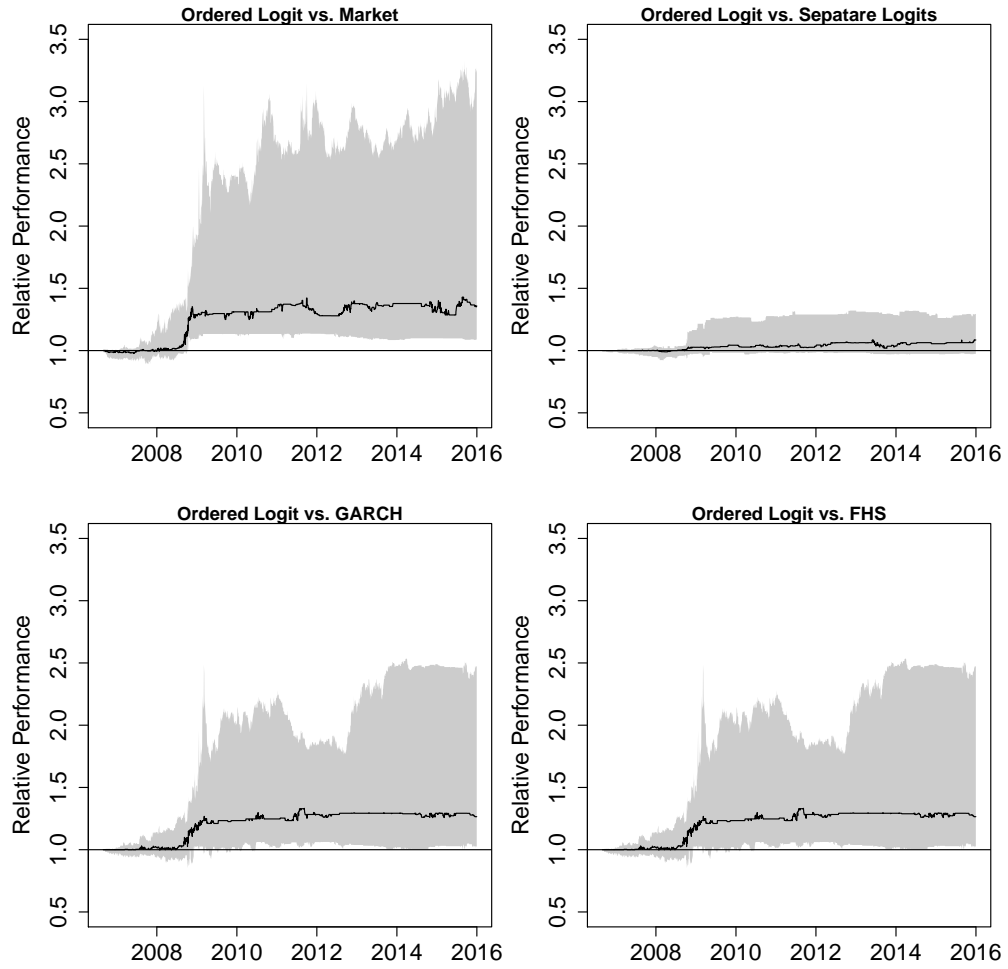 Ordered Logit vs. Market
Relative Performance
3.5
3.0
2.5
2.0
1.5
1.0
0.5
2008 2010 2012 2014 2016
Ordered Logit vs. Sepatare Logits
Relative Performance
3.5
3.0
2.5
2.0
1.5
1.0
0.5
2008 2010 2012 2014 2016
Ordered Logit vs. GARCH
Relative Performance
3.5
3.0
2.5
2.0
1.5
1.0
0.5
2008 2010 2012 2014 2016
Ordered Logit vs. FHS
Relative Performance
3.5
3.0
2.5
2.0
1.5
1.0
0.5
2008 2010 2012 2014 2016